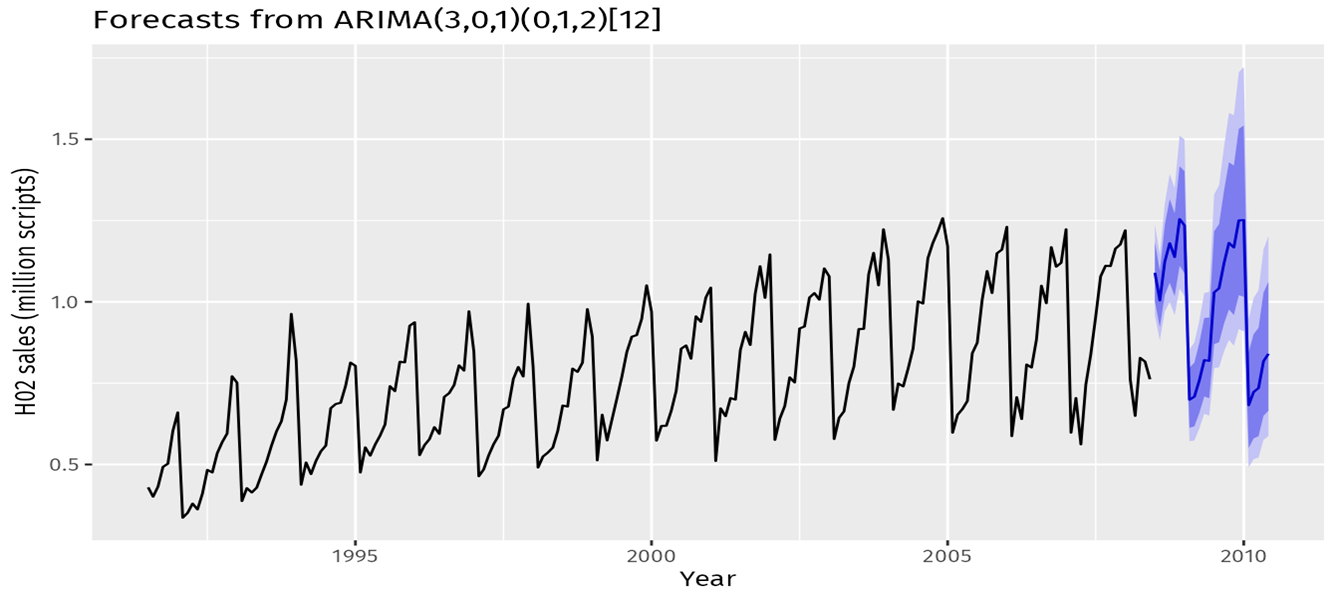 Forecasts from ARIMA(3,0,1)(0,1,2)[12]
H02 sales (million scripts)
1.5
1.0
0.5
1995
2000
2005
2010
Year